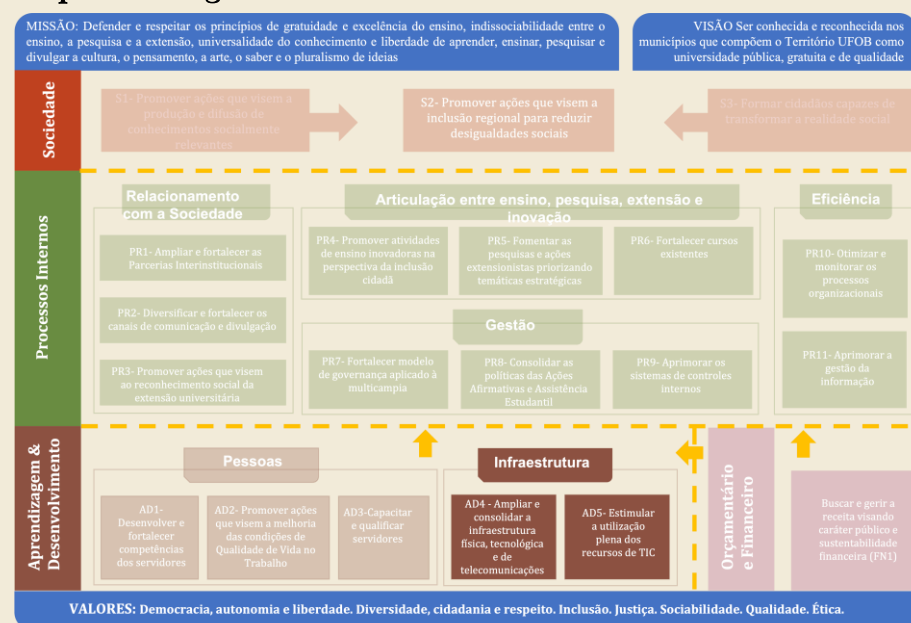 MISSÃO: Defender e respeitar os princípios de gratuidade e excelência do ensino, indissociabilidade entre o
ensino, a pesquisa e a extensão, universalidade do conhecimento e liberdade de aprender, ensinar, pesquisar e
divulgar a cultura, o pensamento, a arte, o saber e o pluralismo de ideias
VISÃO Ser conhecida e reconhecida nos
municípios que compõem o Território UFOB como
universidade pública, gratuita e de qualidade
Sociedade
S1- Promover ações que visem a
produção e difusão de
conhecimentos socialmente
relevantes
S2- Promover ações que visem a
inclusão regional para reduzir
desigualdades sociais
S3- Formar cidadãos capazes de
transformar a realidade social
Processos Internos
Relacionamento
com a Sociedade
PR1- Ampliar e fortalecer as
Parcerias Interinstitucionais
PR2- Diversificar e fortalecer os
canais de comunicação e divulgação
PR3- Promover ações que visem
ao reconhecimento social da
extensão universitária
Articulação entre ensino, pesquisa, extensão e
inovação
PR4- Promover atividades
de ensino inovadoras na
perspectiva da inclusão
cidadã
PR5- Fomentar as
pesquisas e ações
extensionistas priorizando
temáticas estratégicas
PR6- Fortalecer cursos
existentes
Gestão
PR7- Fortalecer modelo
de governança aplicado à
multicampia
PR8- Consolidar as
políticas das Ações
Afirmativas e Assistência
Estudantil
PR9- Aprimorar os
sistemas de controles
internos
Eficiência
PR10- Otimizar e
monitorar os
processos
organizacionais
PR11- Aprimorar a
gestão da
informação
Aprendizagem &
Desenvolvimento
Pessoas
AD1-
Desenvolver e
fortalecer
competências
dos servidores
AD2- Promover ações
que visem a melhoria
das condições de
Qualidade de Vida no
Trabalho
AD3-Capacitar
e qualificar
servidores
Infraestrutura
AD4 - Ampliar e
consolidar a
infraestrutura
física, tecnológica
e de
telecomunicações
AD5- Estimular
a utilização
plena dos
recursos de TIC
Orçamentário
e Financeiro
Buscar e gerir a
receita visando
caráter público e
sustentabilidade
financeira (FN1)
VALORES: Democracia, autonomia e liberdade. Diversidade, cidadania e respeito. Inclusão. Justiça. Sociabilidade. Qualidade. Ética.